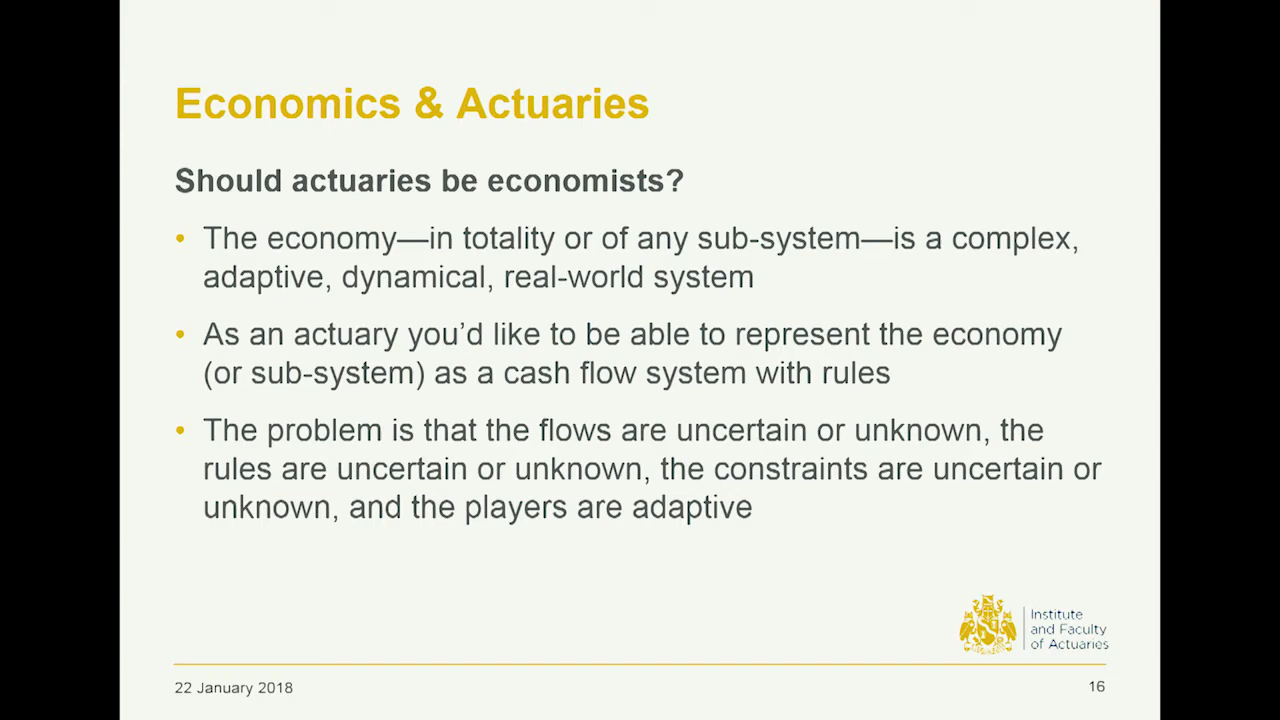 Economics & Actuaries
Should actuaries be economists?
• The economy—in totality or of any sub-system—is a complex,
adaptive, dynamical, real-world system
• As an actuary you’d like to be able to represent the economy
(or sub-system) as a cash flow system with rules
• The problem is that the flows are uncertain or unknown, the
rules are uncertain or unknown, the constraints are uncertain or
unknown, and the players are adaptive
Institute
and Faculty
of Actuaries
22 January 2018
16